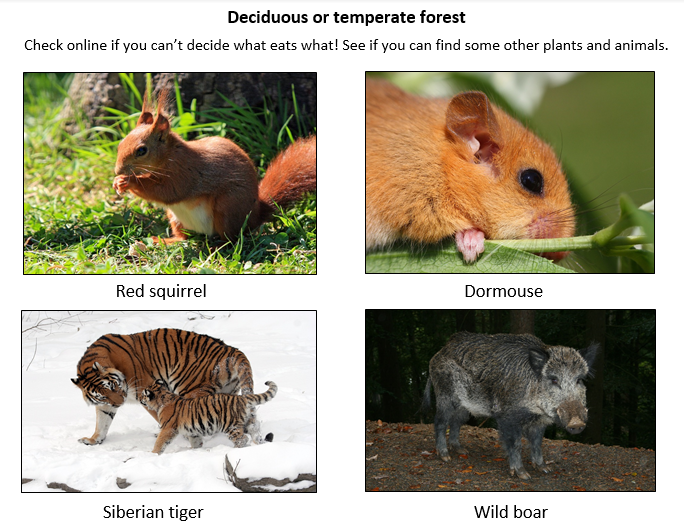 Deciduous or temperate forest
Check online if you can’t decide what eats what! See if you can find some other plants and animals.
Red squirrel
Dormouse
Siberian tiger
Wild boar